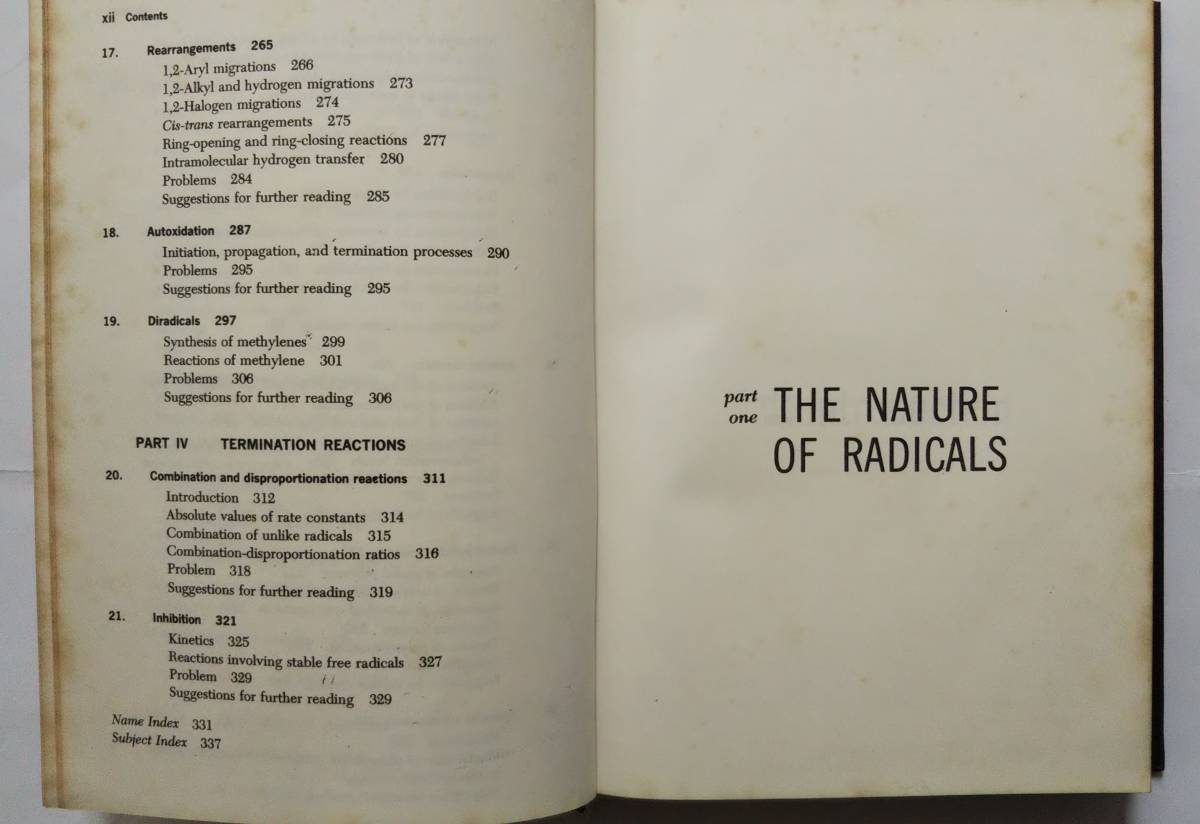 xii Contents
17. Rearrangements 265
1,2-Aryl migrations 266
1,2-Alkyl and hydrogen migrations 273
1,2-Halogen migrations 274
Cis-trans rearrangements 275
Ring-opening and ring-closing reactions 277
Intramolecular hydrogen transfer 280
Problems 284
Suggestions for further reading 285
18. Autoxidation 287
Initiation, propagation, and termination processes 290
Problems 295
Suggestions for further reading 295
19. Diradicals 297
Synthesis of methylenes 299
Reactions of methylene 301
Problems 306
Suggestions for further reading 306
PART IV TERMINATION REACTIONS
20. Combination and disproportionation reactions 311
Introduction 312
Absolute values of rate constants 314
Combination of unlike radicals 315
Combination-disproportionation ratios 316
Problem 318
Suggestions for further reading 319
21. Inhibition 321
Kinetics 325
Reactions involving stable free radicals 327
Problem 329
Suggestions for further reading 329
Name Index 331
Subject Index 337
part one THE NATURE
OF RADICALS